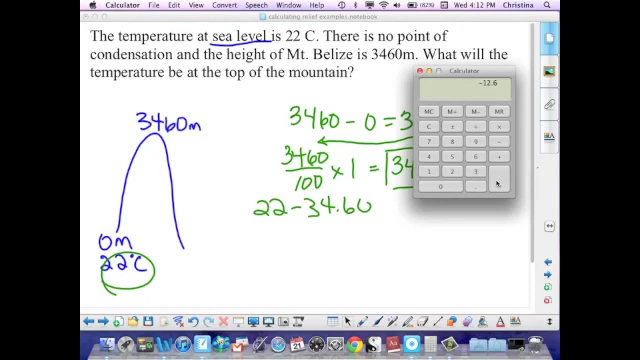 Calculator Edit View Convert Speech Window Help (82%) Wed 4:12 PM Christina
calculating relief examples.notebook
The temperature at sea level is 22 C. There is no point of
condensation and the height of Mt. Belize is 3460m. What will the
temperature be at the top of the mountain?
Calculator
-12.6
MC M+ M- MR
C ± ÷ ×
7 8 9 −
4 5 6 +
1 2 3
0 .
3460m
3460 − 0 = 3
3460
100 × 1 = 34
22 − 34.60
0m
22°C
21